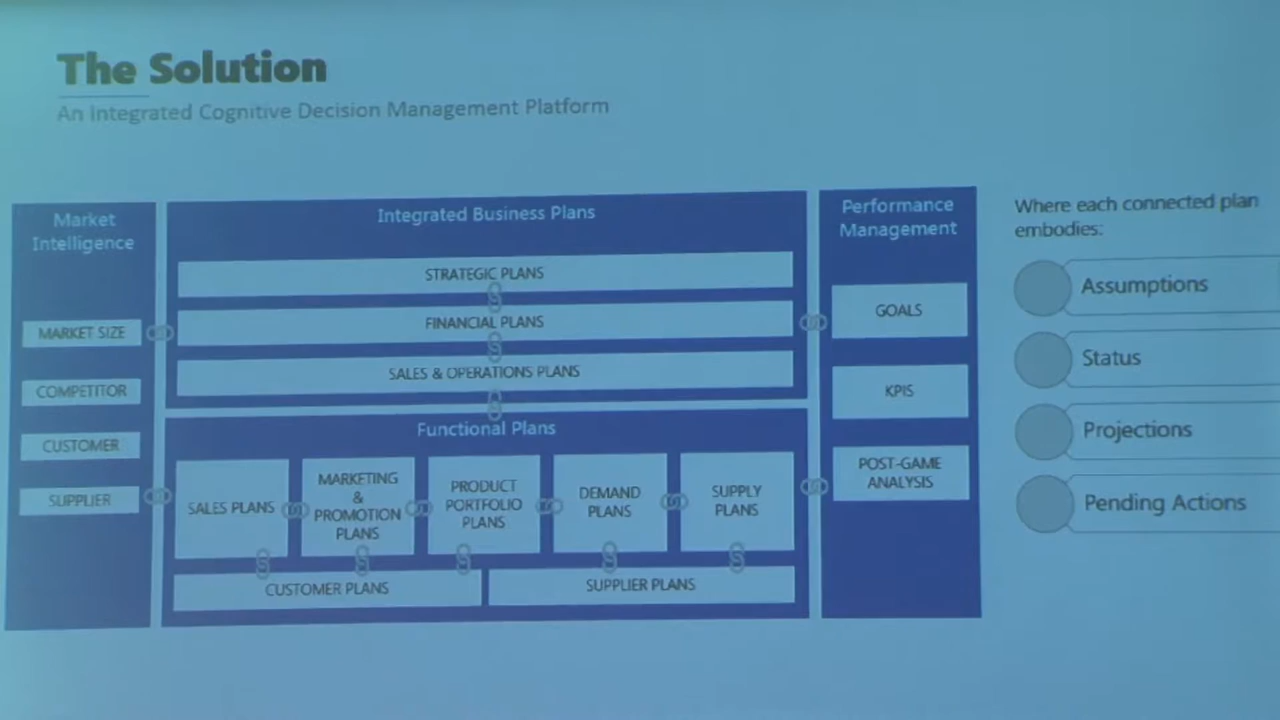 The Solution
An Integrated Cognitive Decision Management Platform
Market
Intelligence
MARKET SIZE
COMPETITOR
CUSTOMER
SUPPLIER
Integrated Business Plans
STRATEGIC PLANS
FINANCIAL PLANS
SALES & OPERATIONS PLANS
Functional Plans
SALES PLANS
MARKETING
&
PROMOTION
PLANS
PRODUCT
PORTFOLIO
PLANS
DEMAND
PLANS
SUPPLY
PLANS
CUSTOMER PLANS
SUPPLIER PLANS
Performance
Management
GOALS
KPIS
POST-GAME
ANALYSIS
Where each connected plan
embodies:
Assumptions
Status
Projections
Pending Actions